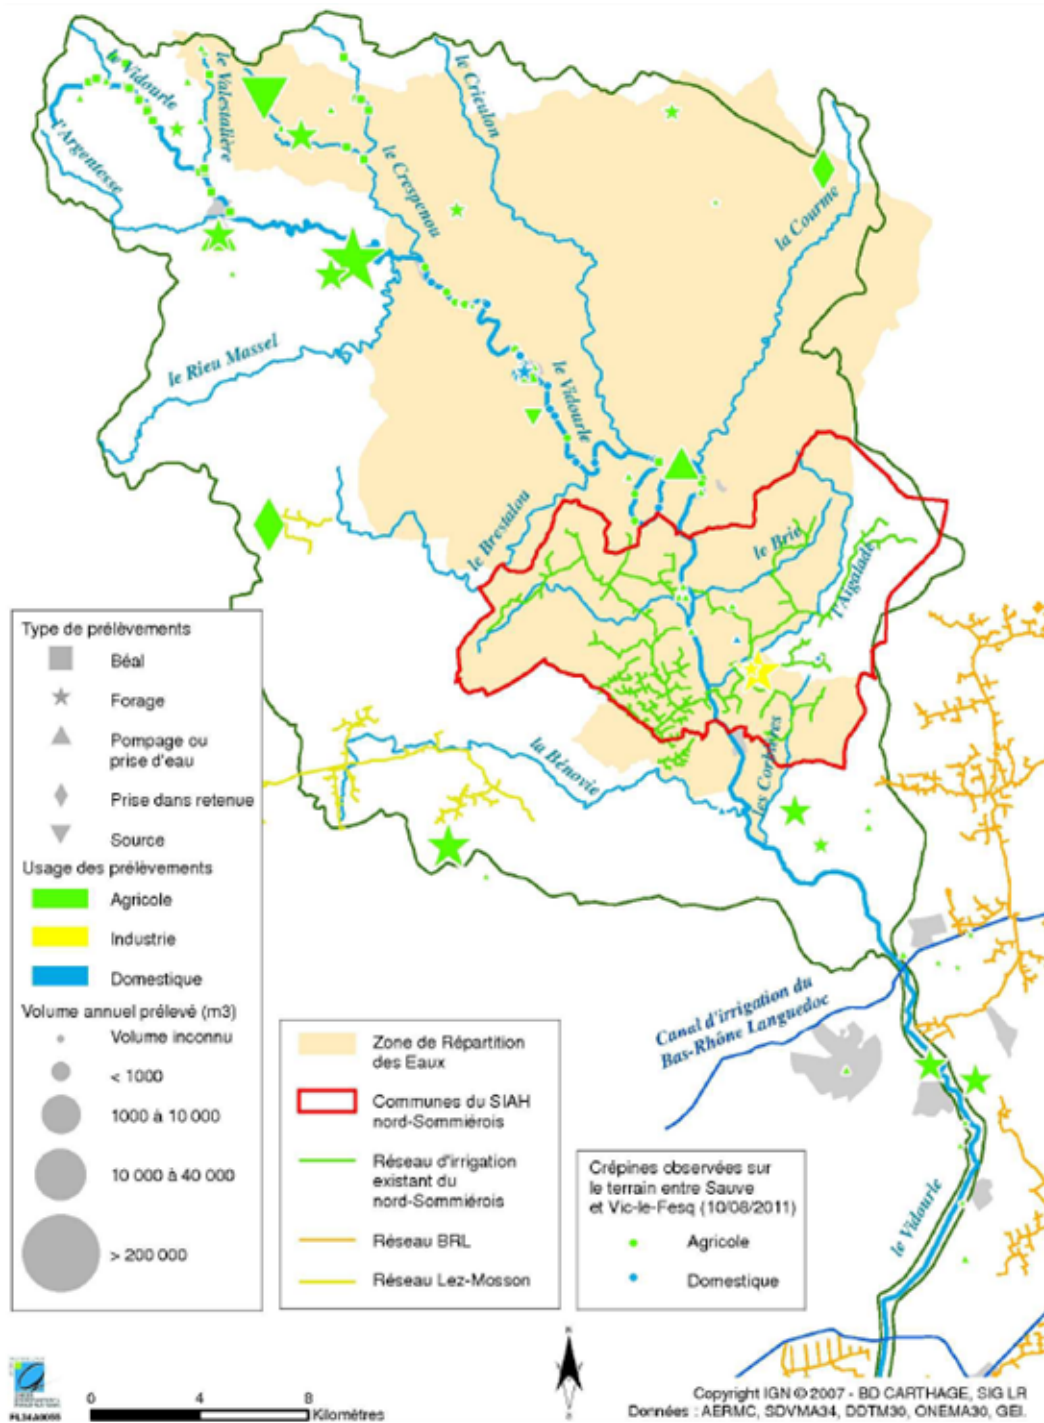 le Vidourle
le Valestalière
l'Argentesse
le Crespenou
le Crieulon
la Courme
le Rieu Massel
le Vidourle
le Brestalou
le Brie
l'Aigalade
la Bénovie
les Corbières
Canal d'irrigation du
Bas-Rhône Languedoc
le Vidourle
Type de prélèvements
Béal
Forage
Pompage ou
prise d'eau
Prise dans retenue
Source
Usage des prélèvements
Agricole
Industrie
Domestique
Volume annuel prélevé (m3)
Volume inconnu
< 1000
1000 à 10 000
10 000 à 40 000
> 200 000
Zone de Répartition
des Eaux
Communes du SIAH
nord-Sommiérois
Réseau d'irrigation
existant du
nord-Sommiérois
Réseau BRL
Réseau Lez-Mosson
Crépines observées sur
le terrain entre Sauve
et Vic-le-Fesq (10/08/2011)
Agricole
Domestique
N
0 4 8
Kilomètres
Copyright IGN © 2007 - BD CARTHAGE, SIG LR
Données : AERMC, SDVMA34, DDTM30, ONEMA30, GEI.